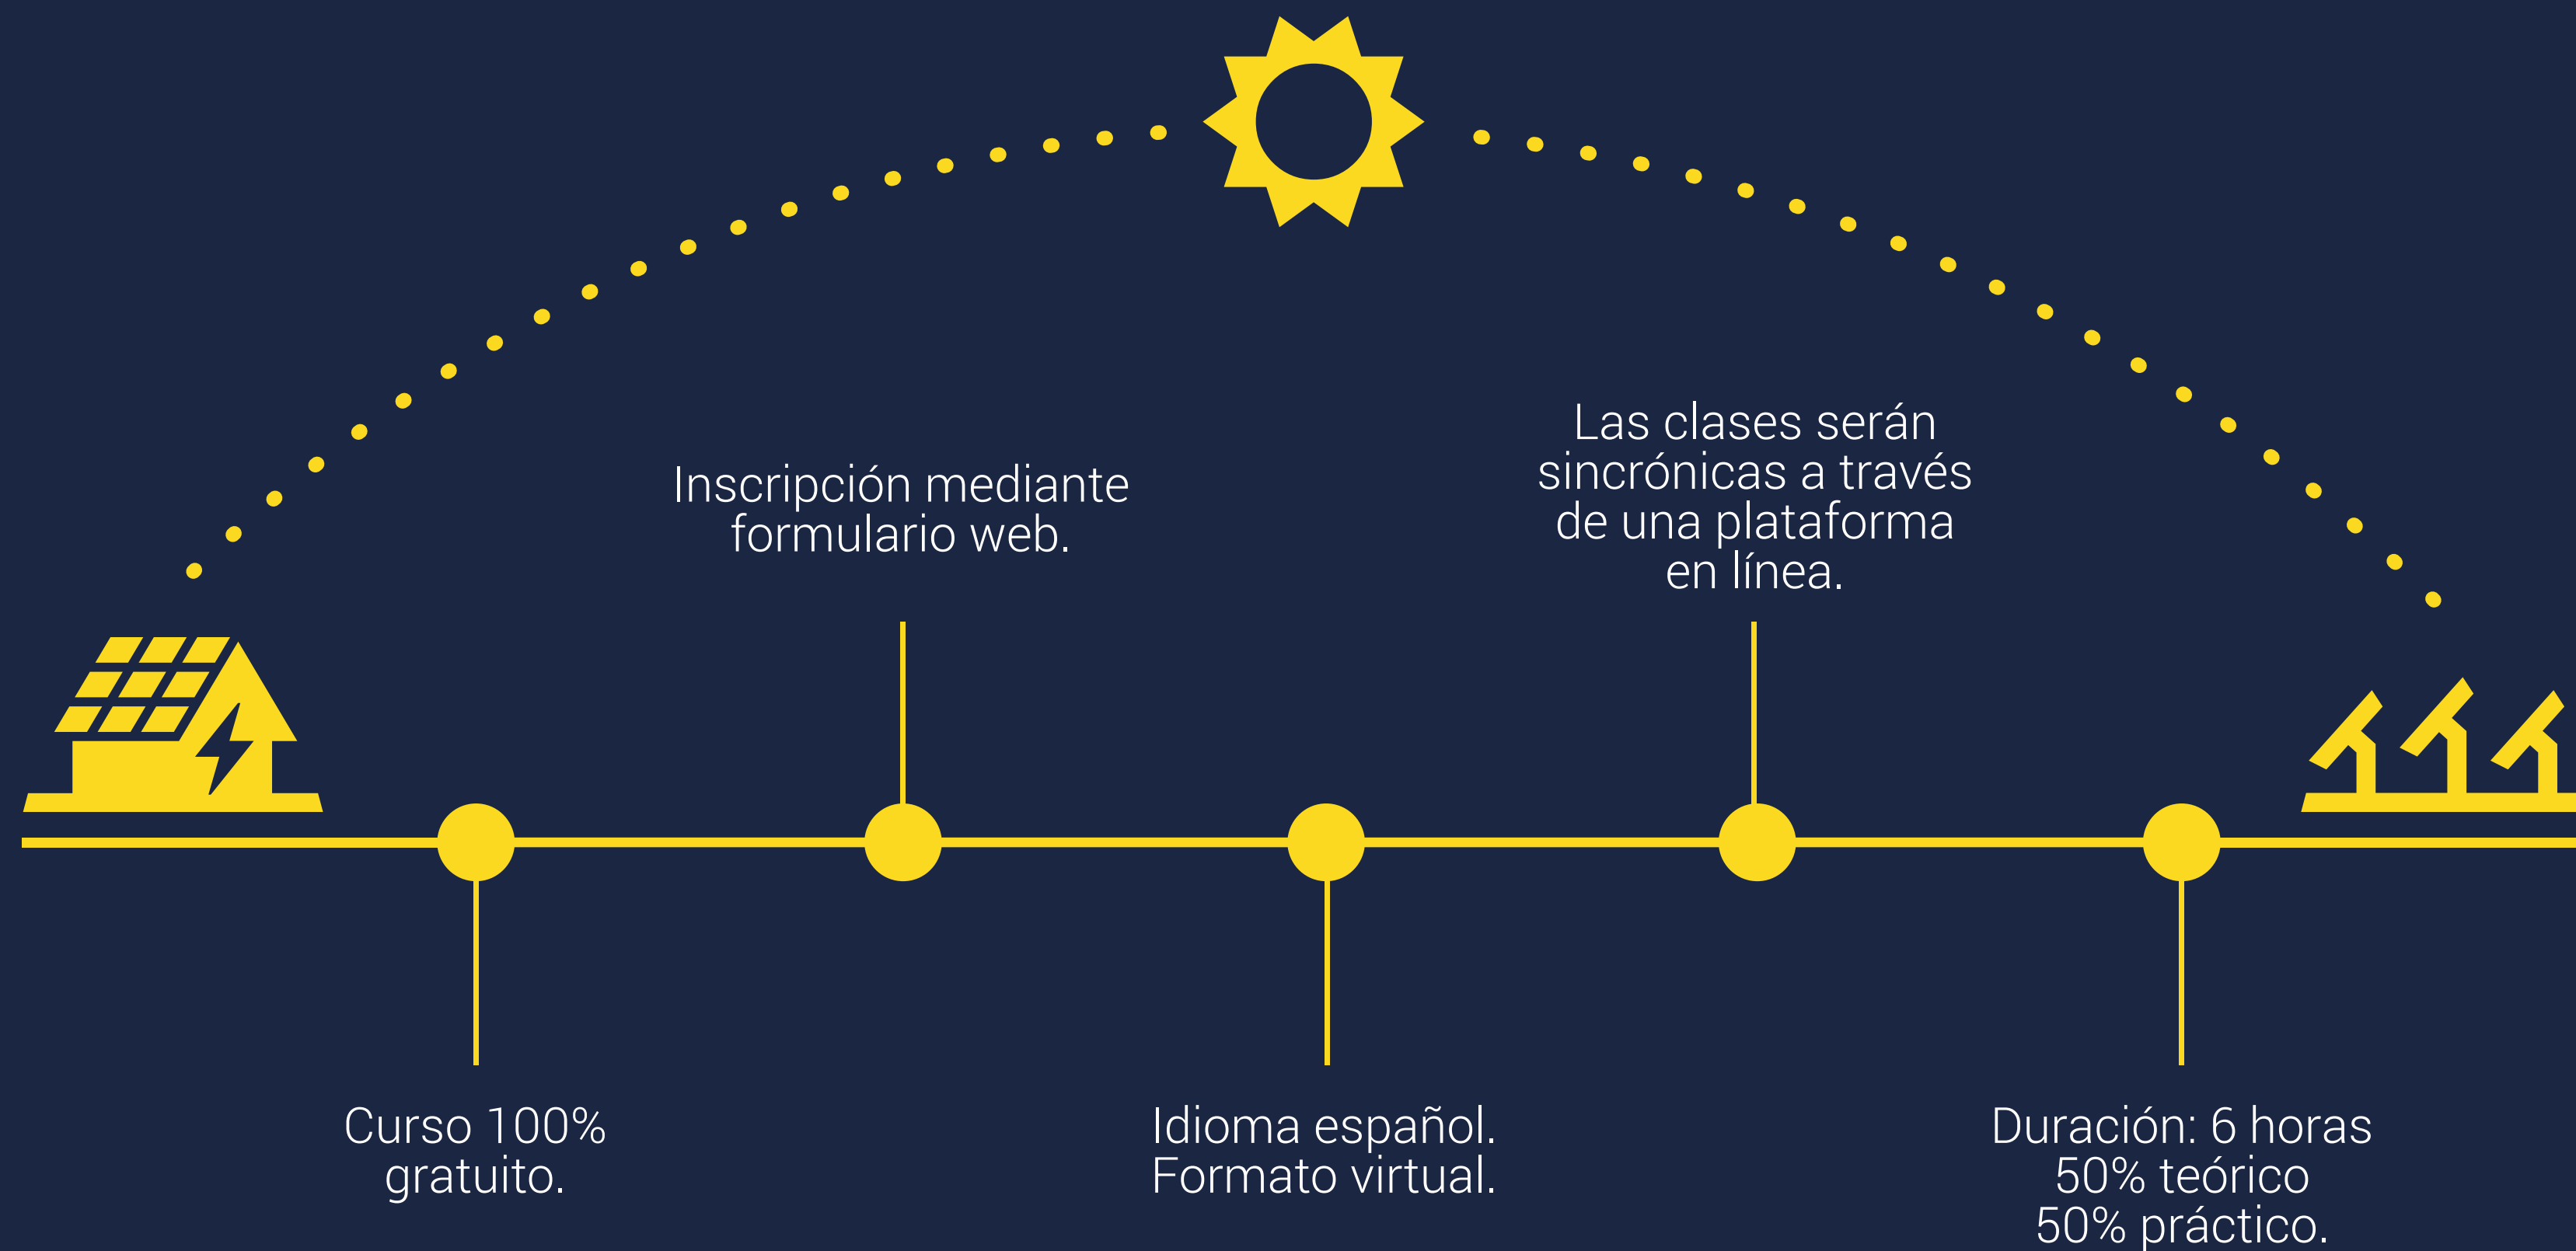 Curso 100%
gratuito.
Inscripción mediante
formulario web.
Idioma español.
Formato virtual.
Las clases serán
sincrónicas a través
de una plataforma
en línea.
Duración: 6 horas
50% teórico
50% práctico.